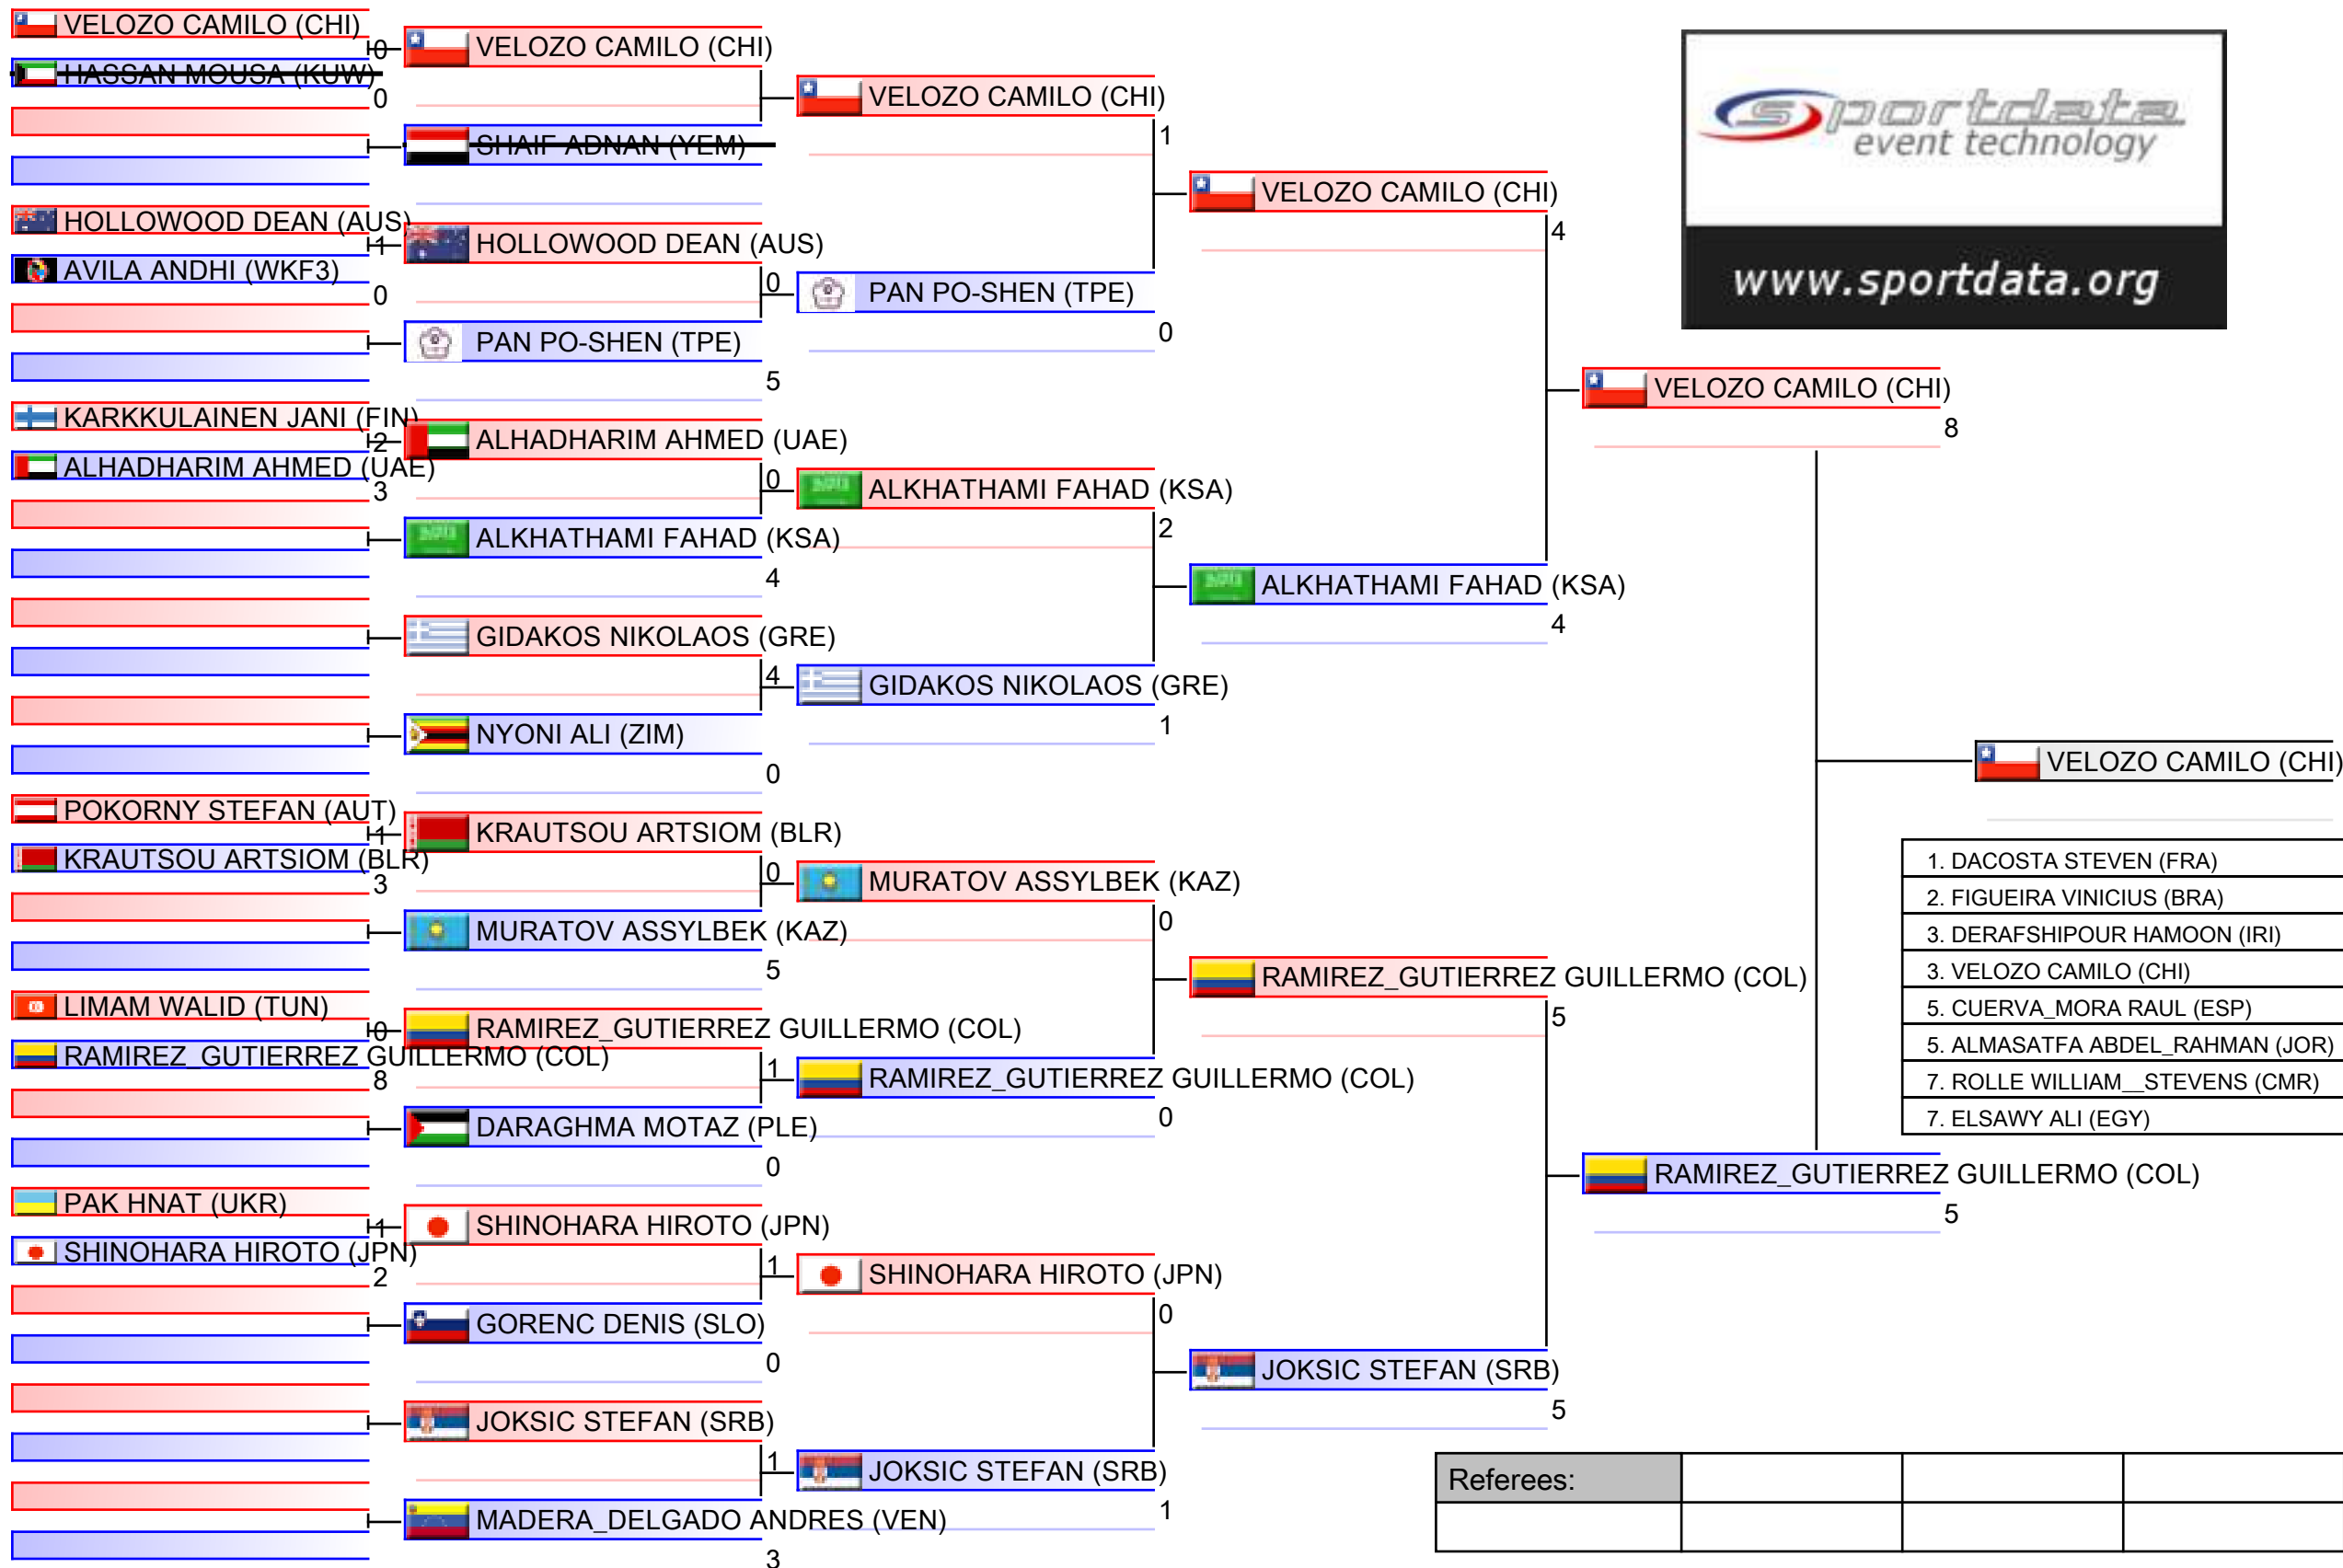 VELOZO CAMILO (CHI)
0
HASSAN MOUSA (KUW)
0
HOLLOWOOD DEAN (AUS)
1
AVILA ANDHI (WKF3)
0
KARKKULAINEN JANI (FIN)
2
ALHADHARIM AHMED (UAE)
3
POKORNY STEFAN (AUT)
1
KRAUTSOU ARTSIOM (BLR)
3
LIMAM WALID (TUN)
0
RAMIREZ_GUTIERREZ GUILLERMO (COL)
8
PAK HNAT (UKR)
1
SHINOHARA HIROTO (JPN)
2
VELOZO CAMILO (CHI)
SHAIF ADNAN (YEM)
HOLLOWOOD DEAN (AUS)
0
PAN PO-SHEN (TPE)
5
ALHADHARIM AHMED (UAE)
0
ALKHATHAMI FAHAD (KSA)
4
GIDAKOS NIKOLAOS (GRE)
4
NYONI ALI (ZIM)
0
KRAUTSOU ARTSIOM (BLR)
0
MURATOV ASSYLBEK (KAZ)
5
RAMIREZ_GUTIERREZ GUILLERMO (COL)
1
DARAGHMA MOTAZ (PLE)
0
SHINOHARA HIROTO (JPN)
1
GORENC DENIS (SLO)
0
JOKSIC STEFAN (SRB)
1
MADERA_DELGADO ANDRES (VEN)
3
VELOZO CAMILO (CHI)
1
PAN PO-SHEN (TPE)
0
ALKHATHAMI FAHAD (KSA)
2
GIDAKOS NIKOLAOS (GRE)
1
MURATOV ASSYLBEK (KAZ)
0
RAMIREZ_GUTIERREZ GUILLERMO (COL)
0
SHINOHARA HIROTO (JPN)
0
JOKSIC STEFAN (SRB)
1
VELOZO CAMILO (CHI)
4
ALKHATHAMI FAHAD (KSA)
4
RAMIREZ_GUTIERREZ GUILLERMO (COL)
5
JOKSIC STEFAN (SRB)
5
VELOZO CAMILO (CHI)
8
RAMIREZ_GUTIERREZ GUILLERMO (COL)
5
VELOZO CAMILO (CHI)
sportdata
event technology
www.sportdata.org
1. DACOSTA STEVEN (FRA)
2. FIGUEIRA VINICIUS (BRA)
3. DERAFSHIPOUR HAMOON (IRI)
3. VELOZO CAMILO (CHI)
5. CUERVA_MORA RAUL (ESP)
5. ALMASATFA ABDEL_RAHMAN (JOR)
7. ROLLE WILLIAM__STEVENS (CMR)
7. ELSAWY ALI (EGY)
Referees: